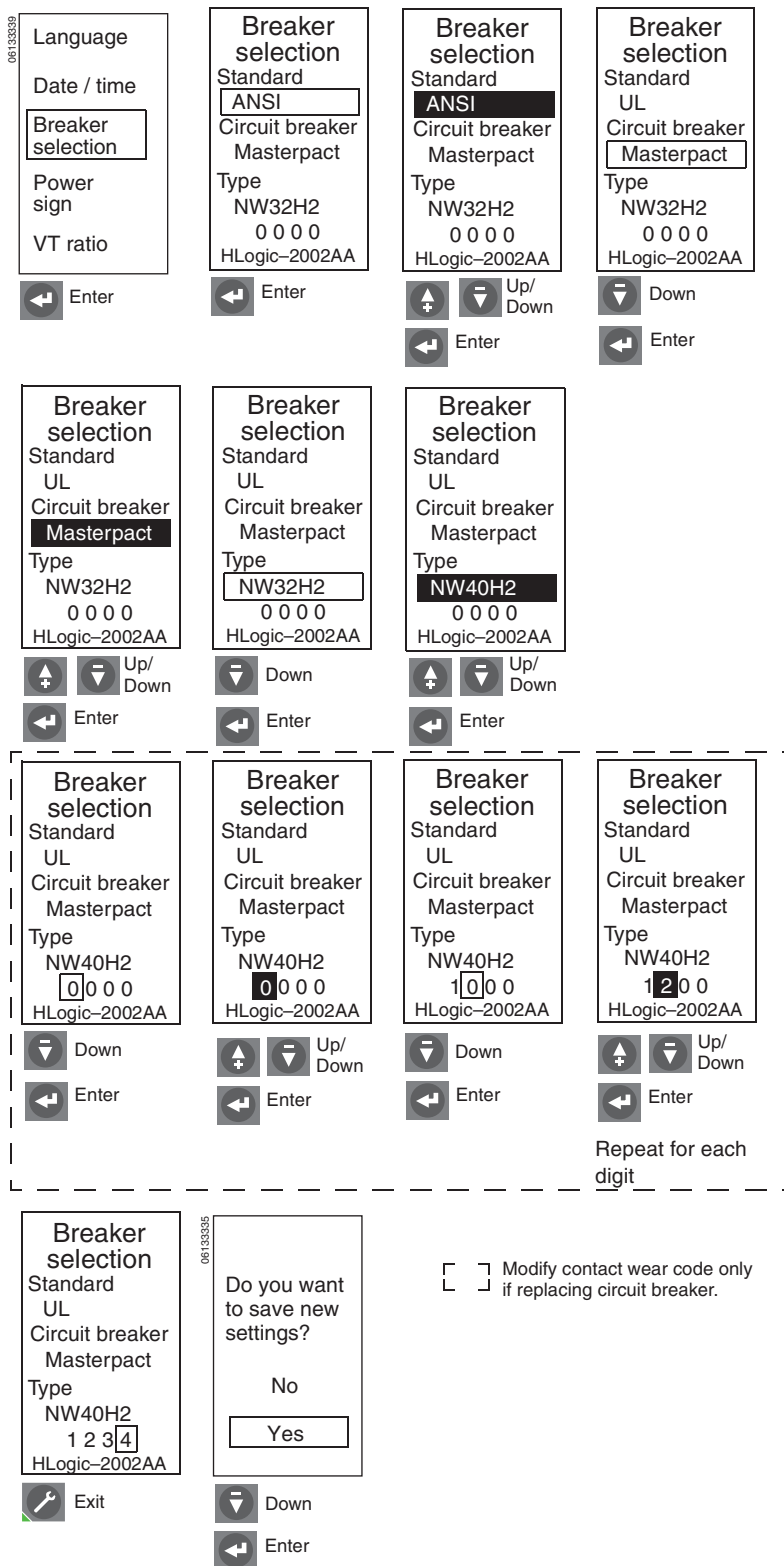 06133339
Language
Date / time
Breaker
selection
Power
sign
VT ratio
Enter
Breaker
selection
Standard
ANSI
Circuit breaker
Masterpact
Type
NW32H2
0 0 0 0
HLogic–2002AA
Enter
Breaker
selection
Standard
ANSI
Circuit breaker
Masterpact
Type
NW32H2
0 0 0 0
HLogic–2002AA
Up/
Down
Enter
Breaker
selection
Standard
UL
Circuit breaker
Masterpact
Type
NW32H2
0 0 0 0
HLogic–2002AA
Down
Enter
Breaker
selection
Standard
UL
Circuit breaker
Masterpact
Type
NW32H2
0 0 0 0
HLogic–2002AA
Up/
Down
Enter
Breaker
selection
Standard
UL
Circuit breaker
Masterpact
Type
NW32H2
0 0 0 0
HLogic–2002AA
Down
Enter
Breaker
selection
Standard
UL
Circuit breaker
Masterpact
Type
NW40H2
0 0 0 0
HLogic–2002AA
Up/
Down
Enter
Breaker
selection
Standard
UL
Circuit breaker
Masterpact
Type
NW40H2
0 0 0 0
HLogic–2002AA
Down
Enter
Breaker
selection
Standard
UL
Circuit breaker
Masterpact
Type
NW40H2
0 0 0 0
HLogic–2002AA
Up/
Down
Enter
Breaker
selection
Standard
UL
Circuit breaker
Masterpact
Type
NW40H2
1 0 0 0
HLogic–2002AA
Down
Enter
Breaker
selection
Standard
UL
Circuit breaker
Masterpact
Type
NW40H2
1 2 0 0
HLogic–2002AA
Up/
Down
Enter
Repeat for each
digit
Breaker
selection
Standard
UL
Circuit breaker
Masterpact
Type
NW40H2
1 2 3 4
HLogic–2002AA
Exit
06133335
Do you want
to save new
settings?
No
Yes
Down
Enter
Modify contact wear code only
if replacing circuit breaker.